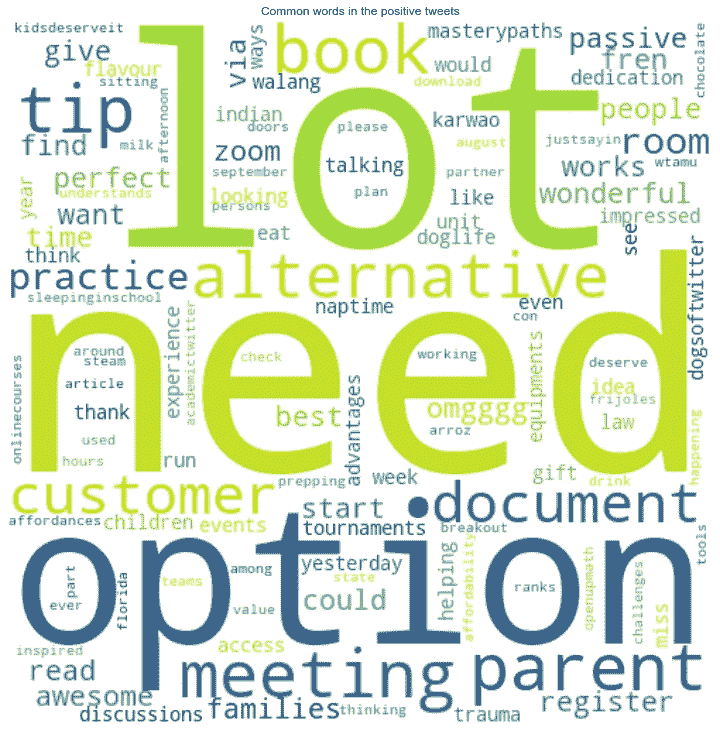 Common words in the positive tweets
kidsdeserveit
give
flavour
sitting
tip
find
milk
afternoon
lot
book
via
ways
walang
would
masterypaths
download
passive
fren
dedication
chocolate
people
room
indian
doors
please
karwao
august
justsayin
zoom
talking
works
wtamu
september
partner
year
perfect
understands
looking
plan
like
wonderful
want
persons
unit
impressed
time
eat
doglife
see
think
practice
alternative
dogsoftwitter
sleepinginschool
naptime
even
con
need
onlinecourses
around
steam
article
thank
used
hours
experience
academictwitter
check
working
deserve
best
advantages
omgggg
arroz
equipments
idea
frijoles
law
happening
run
prepping
week
gift
drink
customer
start
document
affordances
children
events
tournaments
breakout
tools
option
part
ever
florida
teams
among
value
yesterday
state
could
helping
affordability
ranks
openupmath
challenges
miss
inspired
access
read
meeting
parent
awesome
register
discussions
families
thinking
trauma